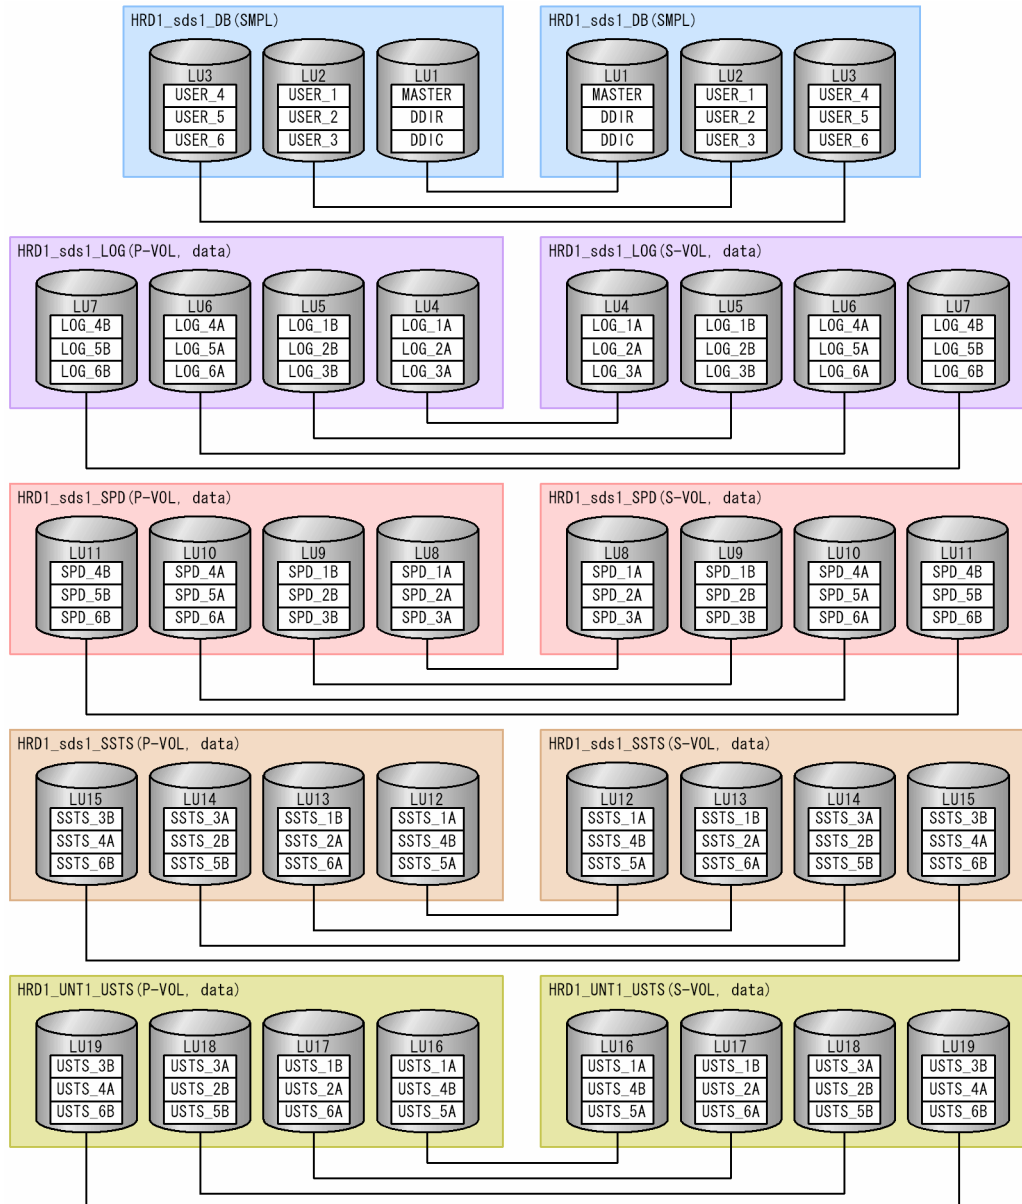 HRD1_sds1_DB(SMPL)
LU3
USER_4
USER_5
USER_6
LU2
USER_1
USER_2
USER_3
LU1
MASTER
DDIR
DDIC
HRD1_sds1_DB(SMPL)
LU1
MASTER
DDIR
DDIC
LU2
USER_1
USER_2
USER_3
LU3
USER_4
USER_5
USER_6
HRD1_sds1_LOG(P-VOL, data)
LU7
LOG_4B
LOG_5B
LOG_6B
LU6
LOG_4A
LOG_5A
LOG_6A
LU5
LOG_1B
LOG_2B
LOG_3B
LU4
LOG_1A
LOG_2A
LOG_3A
HRD1_sds1_LOG(S-VOL, data)
LU4
LOG_1A
LOG_2A
LOG_3A
LU5
LOG_1B
LOG_2B
LOG_3B
LU6
LOG_4A
LOG_5A
LOG_6A
LU7
LOG_4B
LOG_5B
LOG_6B
HRD1_sds1_SPD(P-VOL, data)
LU11
SPD_4B
SPD_5B
SPD_6B
LU10
SPD_4A
SPD_5A
SPD_6A
LU9
SPD_1B
SPD_2B
SPD_3B
LU8
SPD_1A
SPD_2A
SPD_3A
HRD1_sds1_SPD(S-VOL, data)
LU8
SPD_1A
SPD_2A
SPD_3A
LU9
SPD_1B
SPD_2B
SPD_3B
LU10
SPD_4A
SPD_5A
SPD_6A
LU11
SPD_4B
SPD_5B
SPD_6B
HRD1_sds1_SSTS(P-VOL, data)
LU15
SSTS_3B
SSTS_4A
SSTS_6B
LU14
SSTS_3A
SSTS_2B
SSTS_5B
LU13
SSTS_1B
SSTS_2A
SSTS_6A
LU12
SSTS_1A
SSTS_4B
SSTS_5A
HRD1_sds1_SSTS(S-VOL, data)
LU12
SSTS_1A
SSTS_4B
SSTS_5A
LU13
SSTS_1B
SSTS_2A
SSTS_6A
LU14
SSTS_3A
SSTS_2B
SSTS_5B
LU15
SSTS_3B
SSTS_4A
SSTS_6B
HRD1_UNT1_USTS(P-VOL, data)
LU19
USTS_3B
USTS_4A
USTS_6B
LU18
USTS_3A
USTS_2B
USTS_5B
LU17
USTS_1B
USTS_2A
USTS_6A
LU16
USTS_1A
USTS_4B
USTS_5A
HRD1_UNT1_USTS(S-VOL, data)
LU16
USTS_1A
USTS_4B
USTS_5A
LU17
USTS_1B
USTS_2A
USTS_6A
LU18
USTS_3A
USTS_2B
USTS_5B
LU19
USTS_3B
USTS_4A
USTS_6B